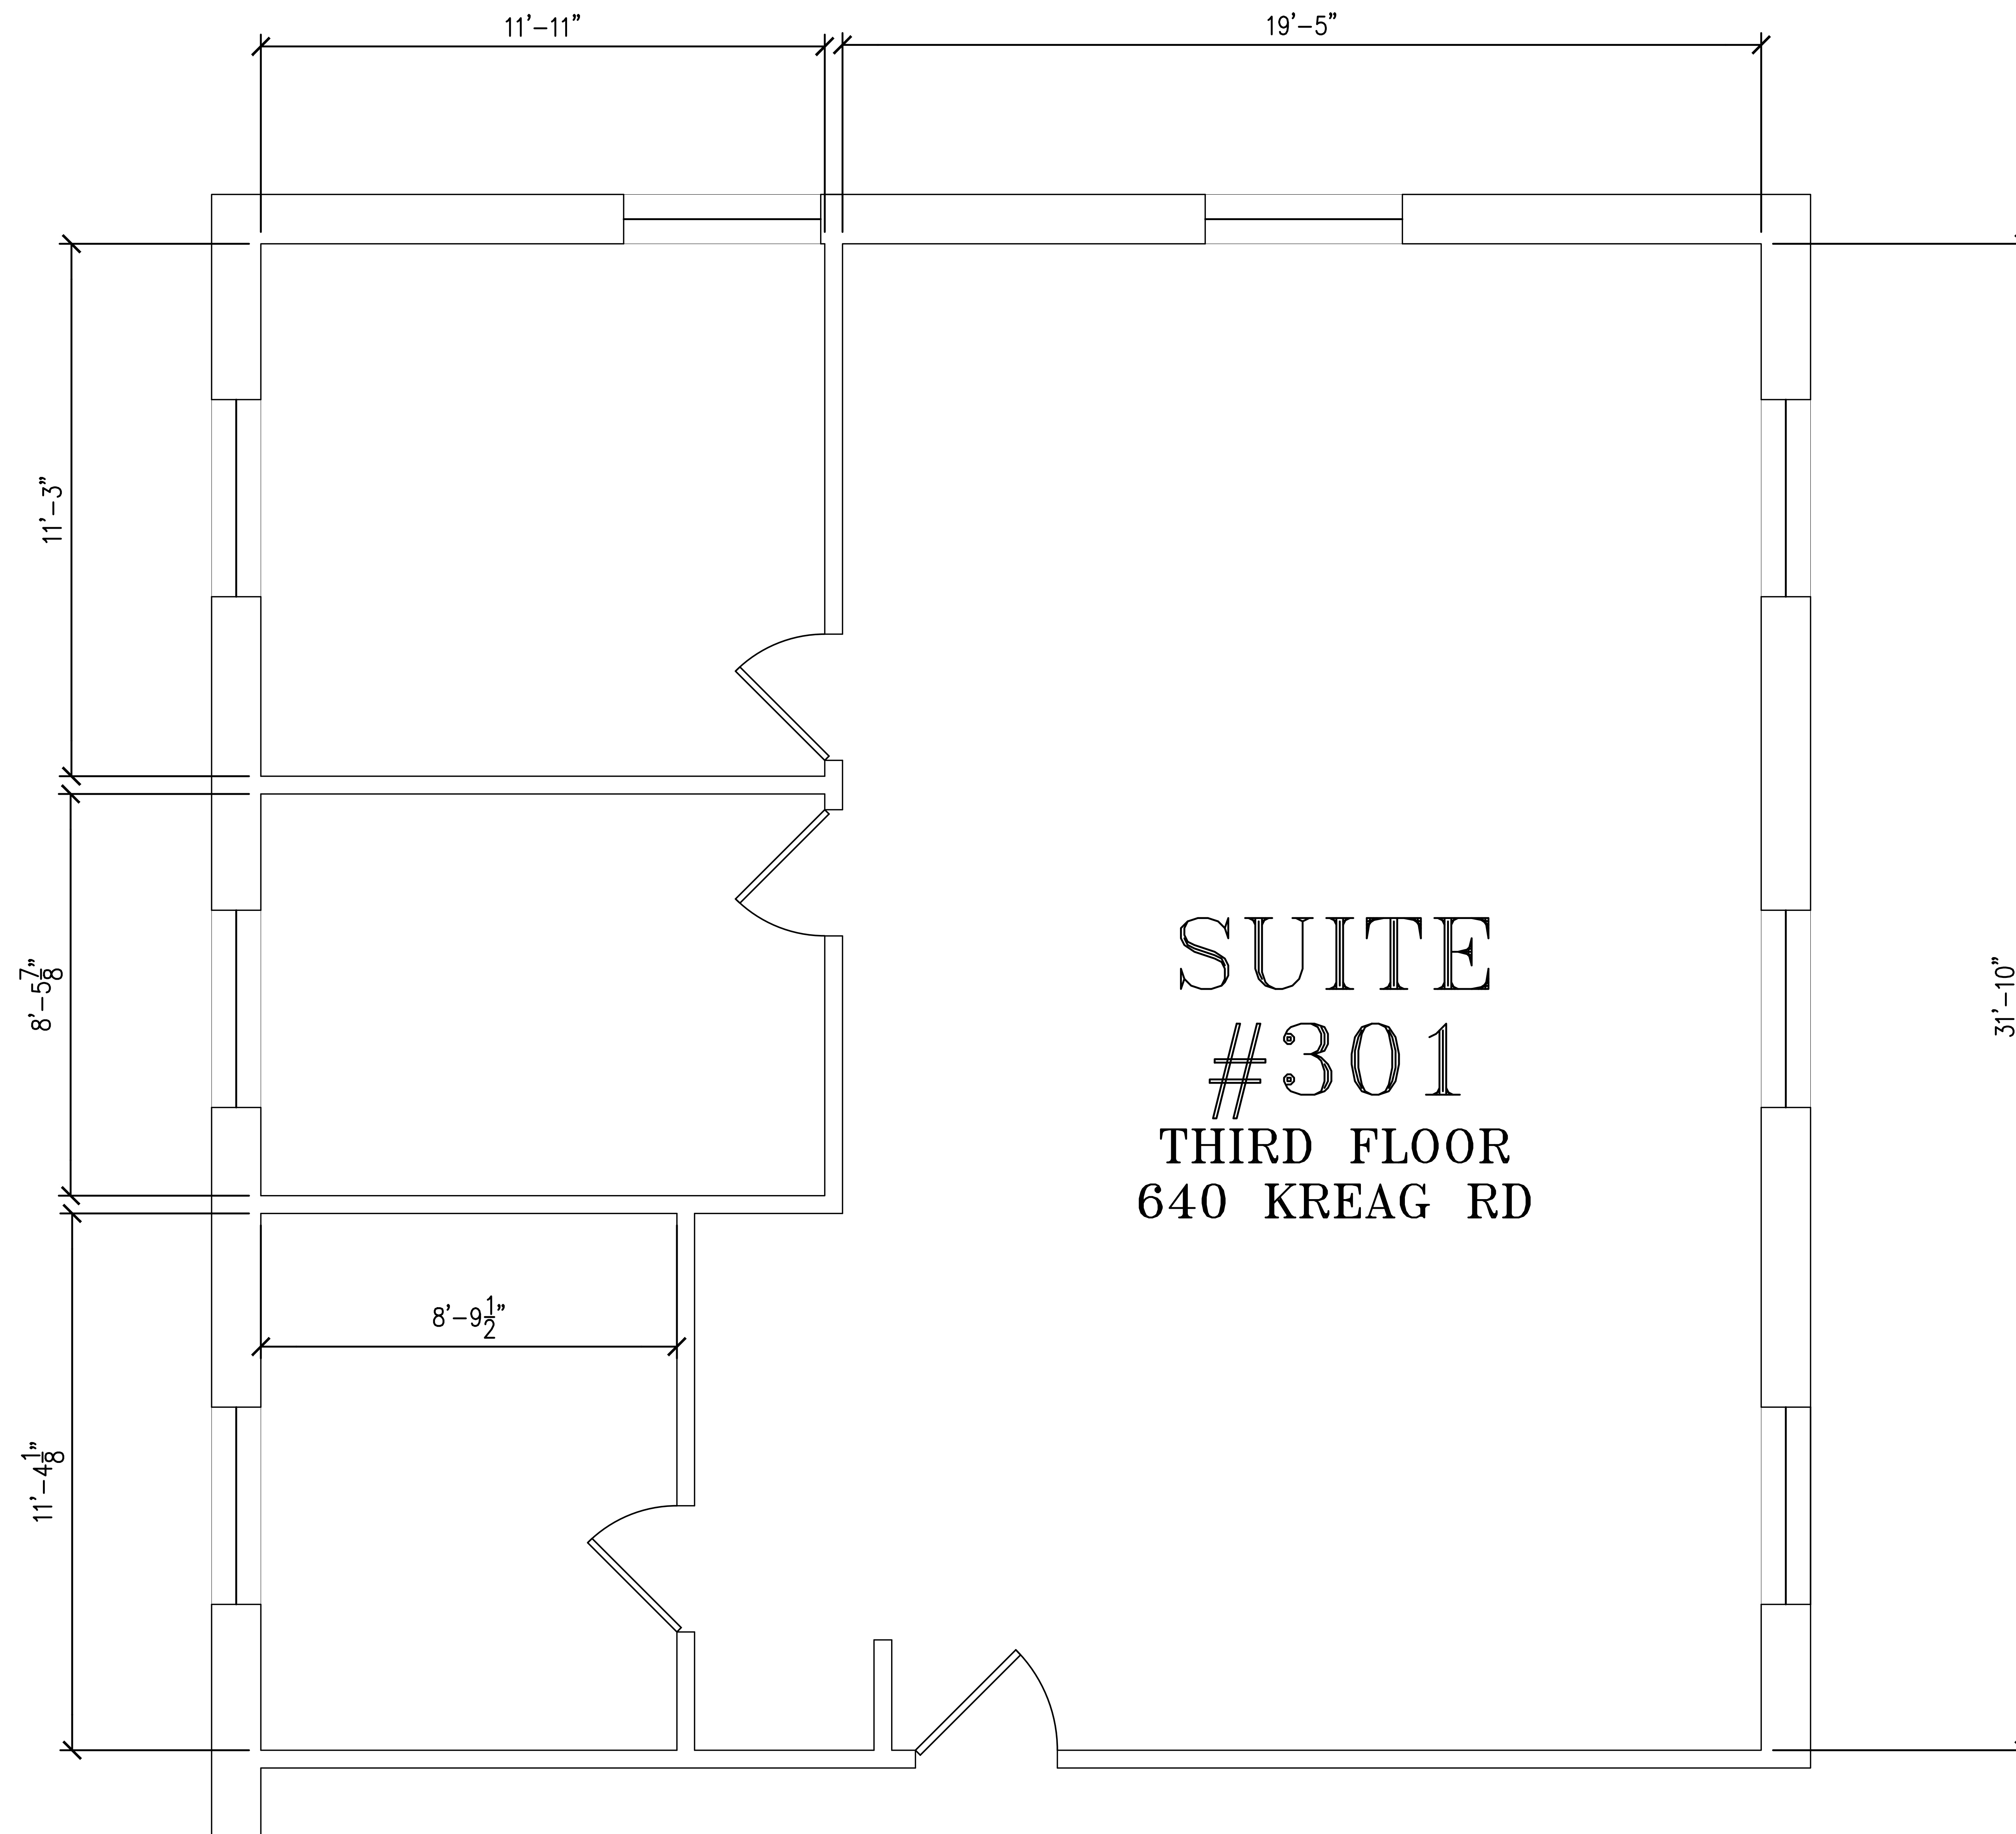 11'-11"
19'-5"
11'-3"
8'-5 7/8"
31'-10"
SUITE
#301
THIRD FLOOR
640 KREAG RD
8'-9 1/2"
11'-4 1/8"